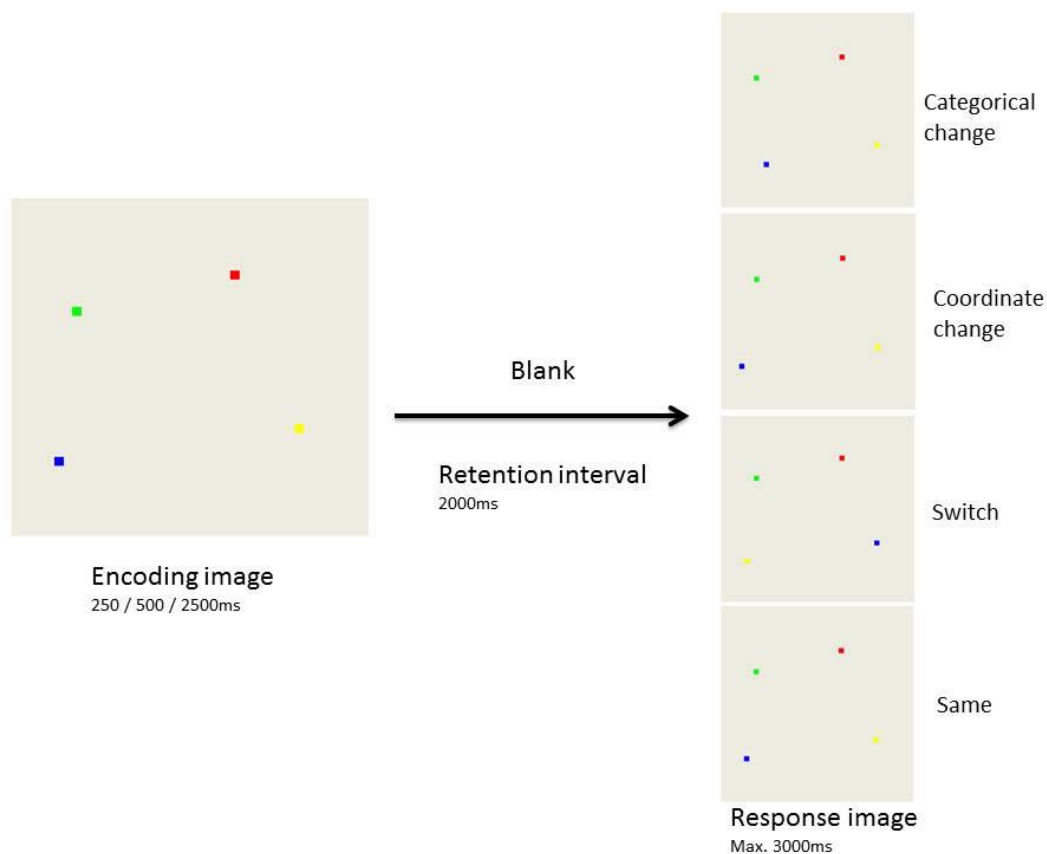 Encoding image
250 / 500 / 2500ms
Blank
Retention interval
2000ms
Categorical
change
Coordinate
change
Switch
Same
Response image
Max. 3000ms